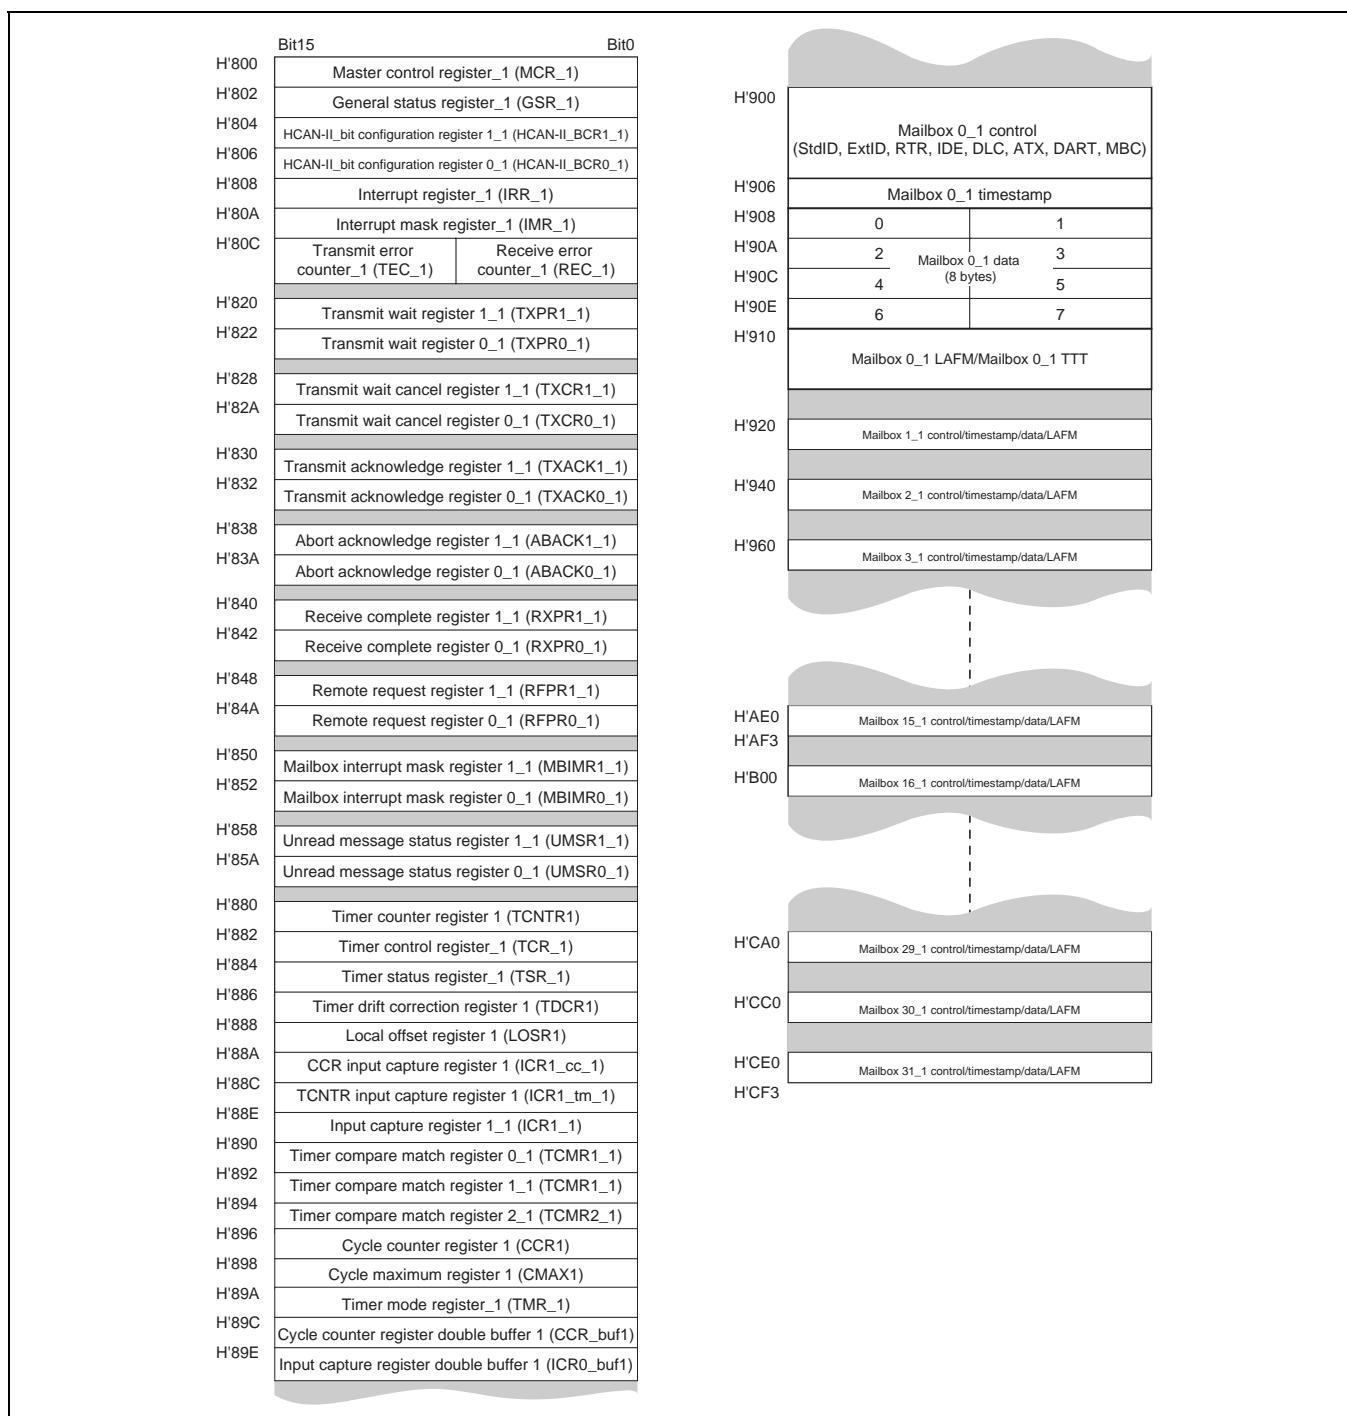 Bit15 Bit0
H'800 Master control register_1 (MCR_1)
H'802 General status register_1 (GSR_1)
H'804 HCAN-II_bit configuration register 1_1 (HCAN-II_BCR1_1)
H'806 HCAN-II_bit configuration register 0_1 (HCAN-II_BCR0_1)
H'808 Interrupt register_1 (IRR_1)
H'80A Interrupt mask register_1 (IMR_1)
H'80C Transmit error Receive error
counter_1 (TEC_1) counter_1 (REC_1)
H'820 Transmit wait register 1_1 (TXPR1_1)
H'822 Transmit wait register 0_1 (TXPR0_1)
H'828 Transmit wait cancel register 1_1 (TXCR1_1)
H'82A Transmit wait cancel register 0_1 (TXCR0_1)
H'830 Transmit acknowledge register 1_1 (TXACK1_1)
H'832 Transmit acknowledge register 0_1 (TXACK0_1)
H'838 Abort acknowledge register 1_1 (ABACK1_1)
H'83A Abort acknowledge register 0_1 (ABACK0_1)
H'840 Receive complete register 1_1 (RXPR1_1)
H'842 Receive complete register 0_1 (RXPR0_1)
H'848 Remote request register 1_1 (RFPR1_1)
H'84A Remote request register 0_1 (RFPR0_1)
H'850 Mailbox interrupt mask register 1_1 (MBIMR1_1)
H'852 Mailbox interrupt mask register 0_1 (MBIMR0_1)
H'858 Unread message status register 1_1 (UMSR1_1)
H'85A Unread message status register 0_1 (UMSR0_1)
H'880 Timer counter register 1 (TCNTR1)
H'882 Timer control register_1 (TCR_1)
H'884 Timer status register_1 (TSR_1)
H'886 Timer drift correction register 1 (TDCR1)
H'888 Local offset register 1 (LOSR1)
H'88A CCR input capture register 1 (ICR1_cc_1)
H'88C TCNTR input capture register 1 (ICR1_tm_1)
H'88E Input capture register 1_1 (ICR1_1)
H'890 Timer compare match register 0_1 (TCMR1_1)
H'892 Timer compare match register 1_1 (TCMR1_1)
H'894 Timer compare match register 2_1 (TCMR2_1)
H'896 Cycle counter register 1 (CCR1)
H'898 Cycle maximum register 1 (CMAX1)
H'89A Timer mode register_1 (TMR_1)
H'89C Cycle counter register double buffer 1 (CCR_buf1)
H'89E Input capture register double buffer 1 (ICR0_buf1)
H'900 Mailbox 0_1 control
(StdID, ExtID, RTR, IDE, DLC, ATX, DART, MBC)
H'906 Mailbox 0_1 timestamp
H'908 0 1
H'90A 2 Mailbox 0_1 data 3
H'90C 4 (8 bytes) 5
H'90E 6 7
H'910 Mailbox 0_1 LAFM/Mailbox 0_1 TTT
H'920 Mailbox 1_1 control/timestamp/data/LAFM
H'940 Mailbox 2_1 control/timestamp/data/LAFM
H'960 Mailbox 3_1 control/timestamp/data/LAFM
H'AE0 Mailbox 15_1 control/timestamp/data/LAFM
H'AF3
H'B00 Mailbox 16_1 control/timestamp/data/LAFM
H'CA0 Mailbox 29_1 control/timestamp/data/LAFM
H'CC0 Mailbox 30_1 control/timestamp/data/LAFM
H'CE0 Mailbox 31_1 control/timestamp/data/LAFM
H'CF3